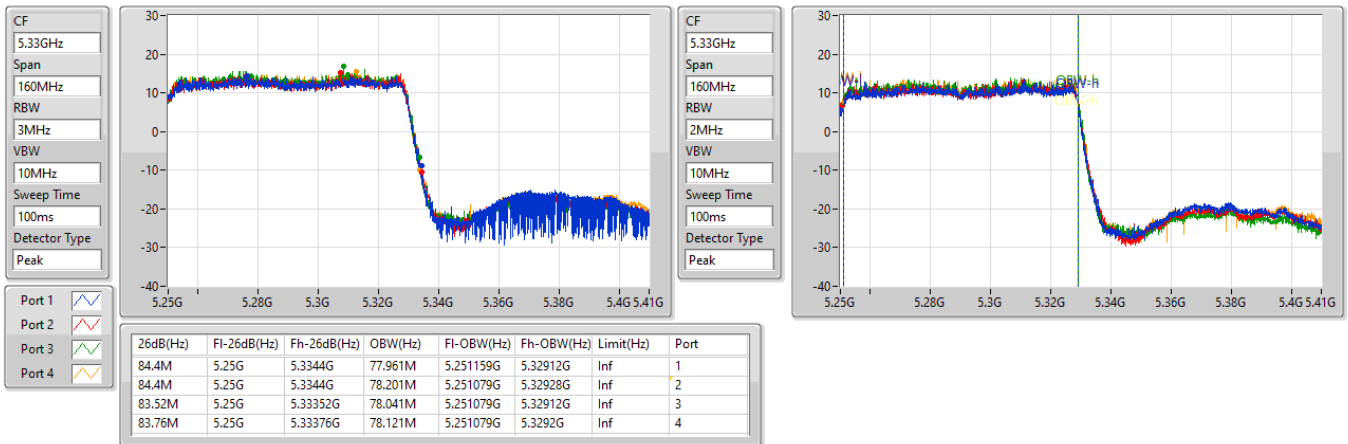 CF
5.33GHz
Span
160MHz
RBW
3MHz
VBW
10MHz
Sweep Time
100ms
Detector Type
Peak
30
20
10
0
-10
-20
-30
-40
5.25G 5.28G 5.3G 5.32G 5.34G 5.36G 5.38G 5.4G 5.41G
CF
5.33GHz
Span
160MHz
RBW
2MHz
VBW
10MHz
Sweep Time
100ms
Detector Type
Peak
30
20
10
0
-10
-20
-30
-40
OBW-h
5.25G 5.28G 5.3G 5.32G 5.34G 5.36G 5.38G 5.4G 5.41G
Port 1
Port 2
Port 3
Port 4
26dB(Hz) Fl-26dB(Hz) Fh-26dB(Hz) OBW(Hz) Fl-OBW(Hz) Fh-OBW(Hz) Limit(Hz) Port
84.4M 5.25G 5.3344G 77.961M 5.251159G 5.32912G Inf 1
84.4M 5.25G 5.3344G 78.201M 5.251079G 5.32928G Inf 2
83.52M 5.25G 5.33352G 78.041M 5.251079G 5.32912G Inf 3
83.76M 5.25G 5.33376G 78.121M 5.251079G 5.3292G Inf 4